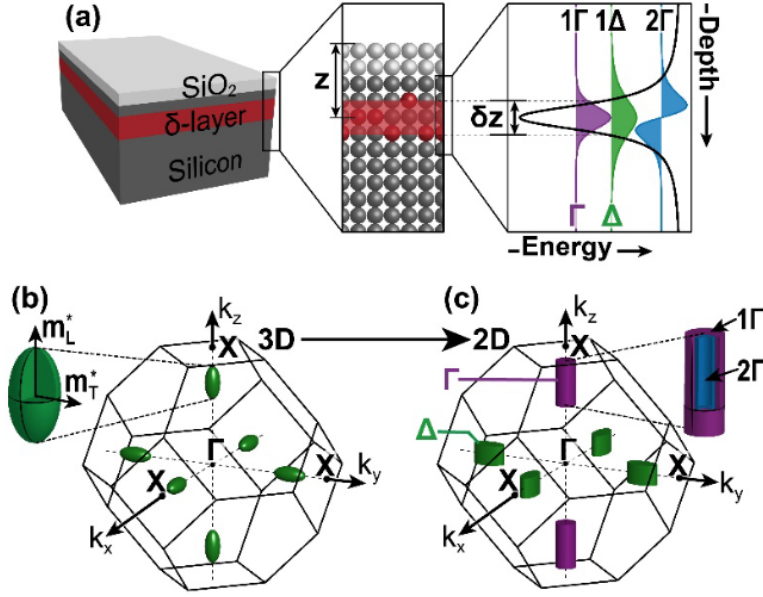 (a)
SiO₂
δ-layer
Silicon
z
δz
1Γ 1Δ 2Γ
-Depth
Γ Δ
-Energy
(b)
m*L
m*T
kz
X
3D
Γ
X
X
ky
kx
(c)
2D
kz
X
Γ
Δ
1Γ
2Γ
Γ
X
X
ky
kx